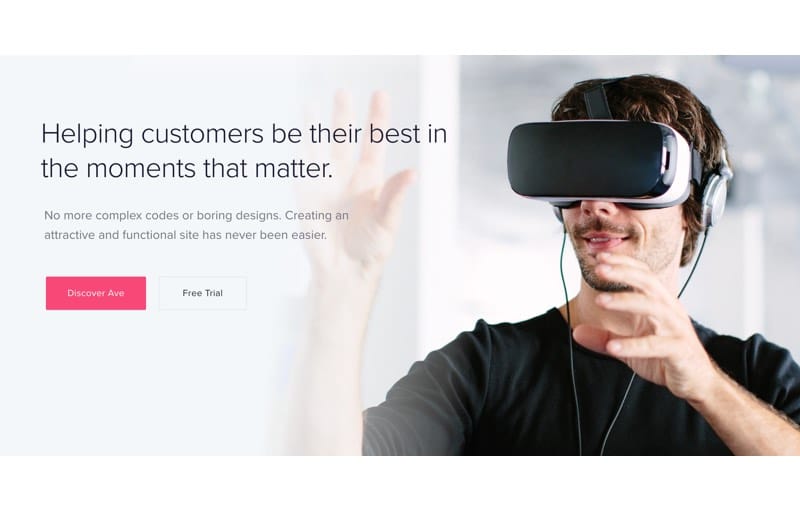 Helping customers be their best in
the moments that matter.
No more complex codes or boring designs. Creating an
attractive and functional site has never been easier.
Discover Ave
Free Trial